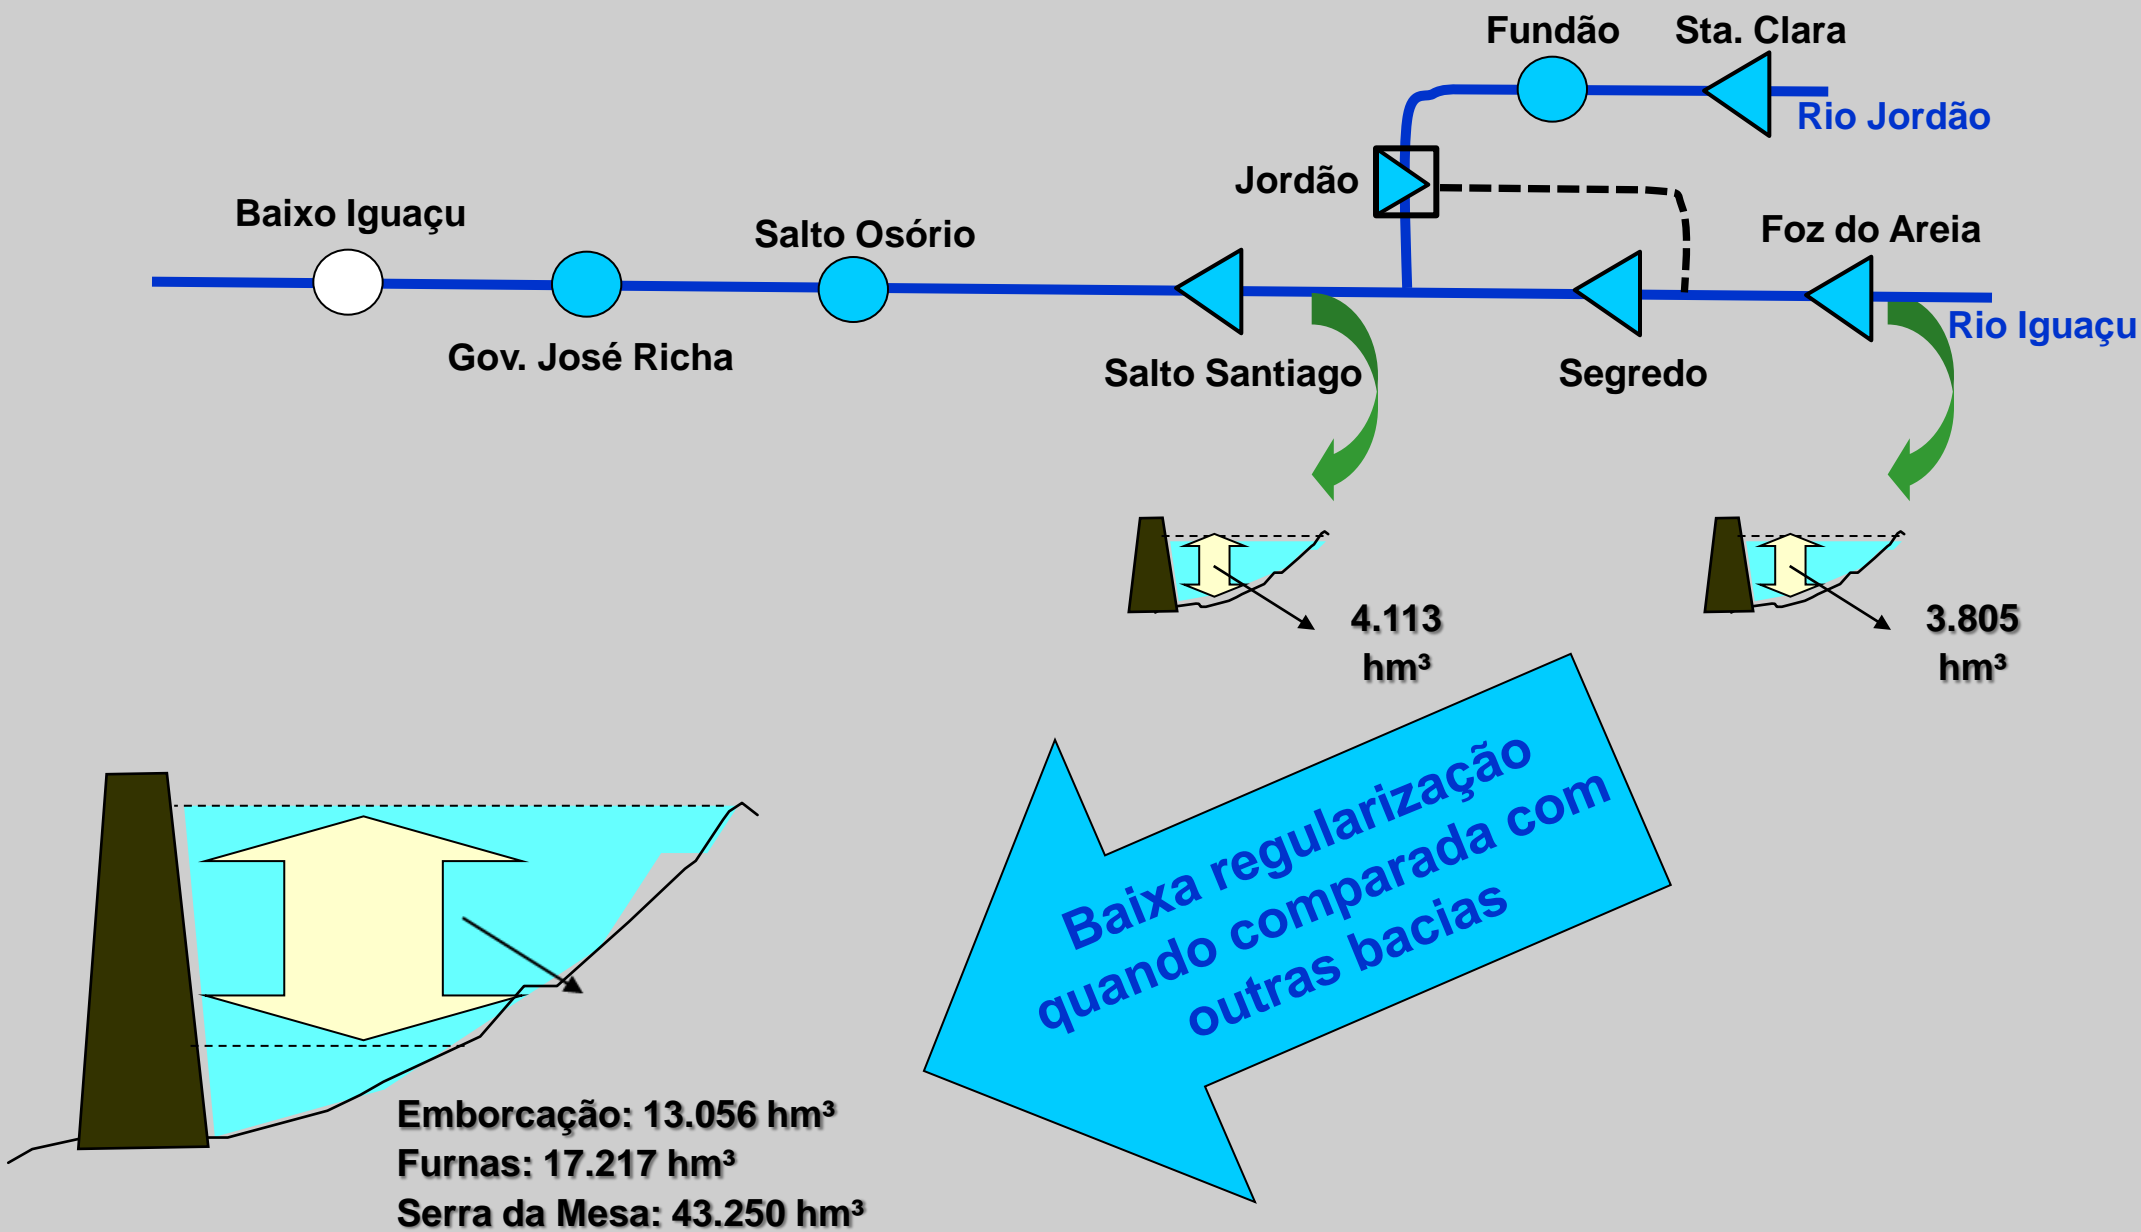 Fundão
Sta. Clara
Rio Jordão
Jordão
Baixo Iguaçu
Salto Osório
Foz do Areia
Rio Iguaçu
Gov. José Richa
Salto Santiago
Segredo
4.113
hm³
3.805
hm³
Baixa regularização
quando comparada com
outras bacias
Emborcação: 13.056 hm³
Furnas: 17.217 hm³
Serra da Mesa: 43.250 hm³